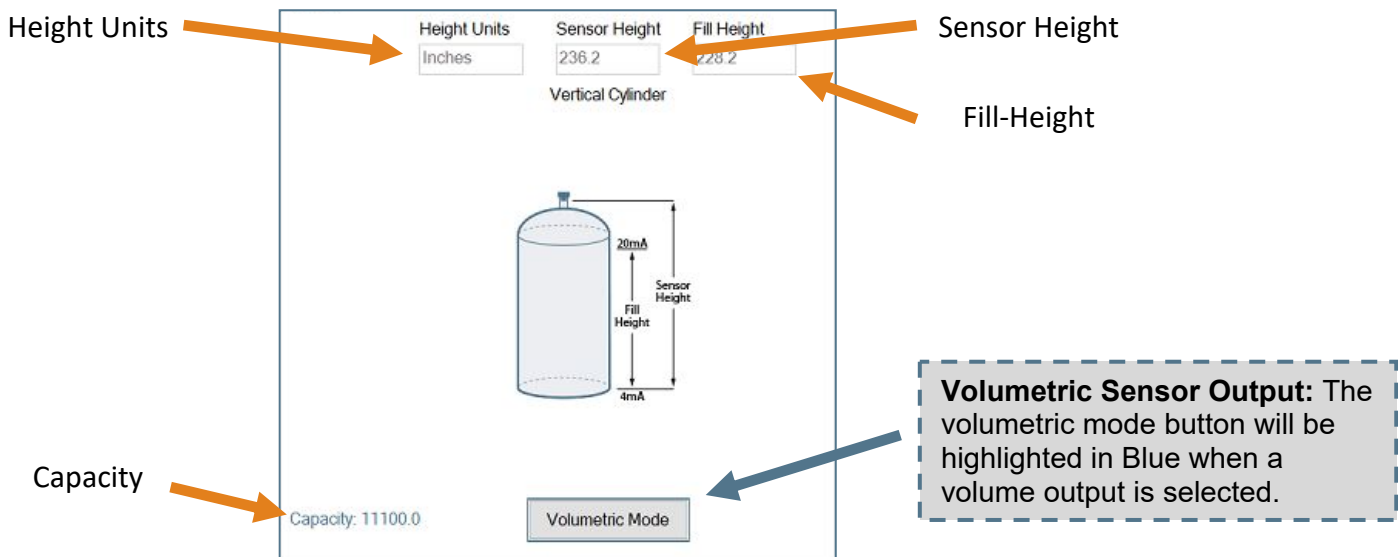 Height Units
Height Units
Sensor Height
Fill Height
Sensor Height
Inches
236.2
228.2
Vertical Cylinder
Fill-Height
20mA
Sensor
Height
Fill
Height
4mA
Volumetric Sensor Output: The
volumetric mode button will be
highlighted in Blue when a
volume output is selected.
Capacity
Capacity: 11100.0
Volumetric Mode